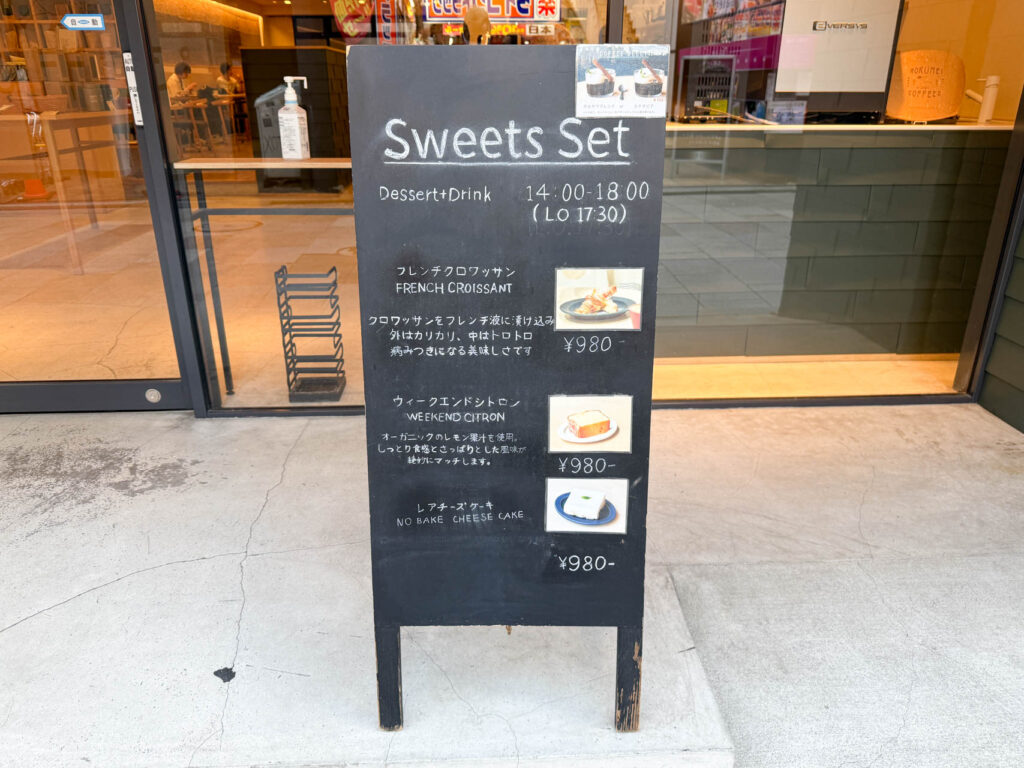 Sweets Set
Dessert+Drink 14:00-18:00
(LO 17:30)
フレンチクロワッサン
FRENCH CROISSANT
クロワッサンをフレンチ液に漬け込み
外はカリカリ、中はトロトロ
病みつきになる美味しさです
¥980-
ウィークエンドシトロン
WEEKEND CITRON
オーガニックのレモン果汁を使用。
しっとり食感とさっぱりとした風味が
絶妙にマッチします。
¥980-
レアチーズケーキ
NO BAKE CHEESE CAKE
¥980-
EVERSYS
HOKUMEI
COFFEE
日本
自動